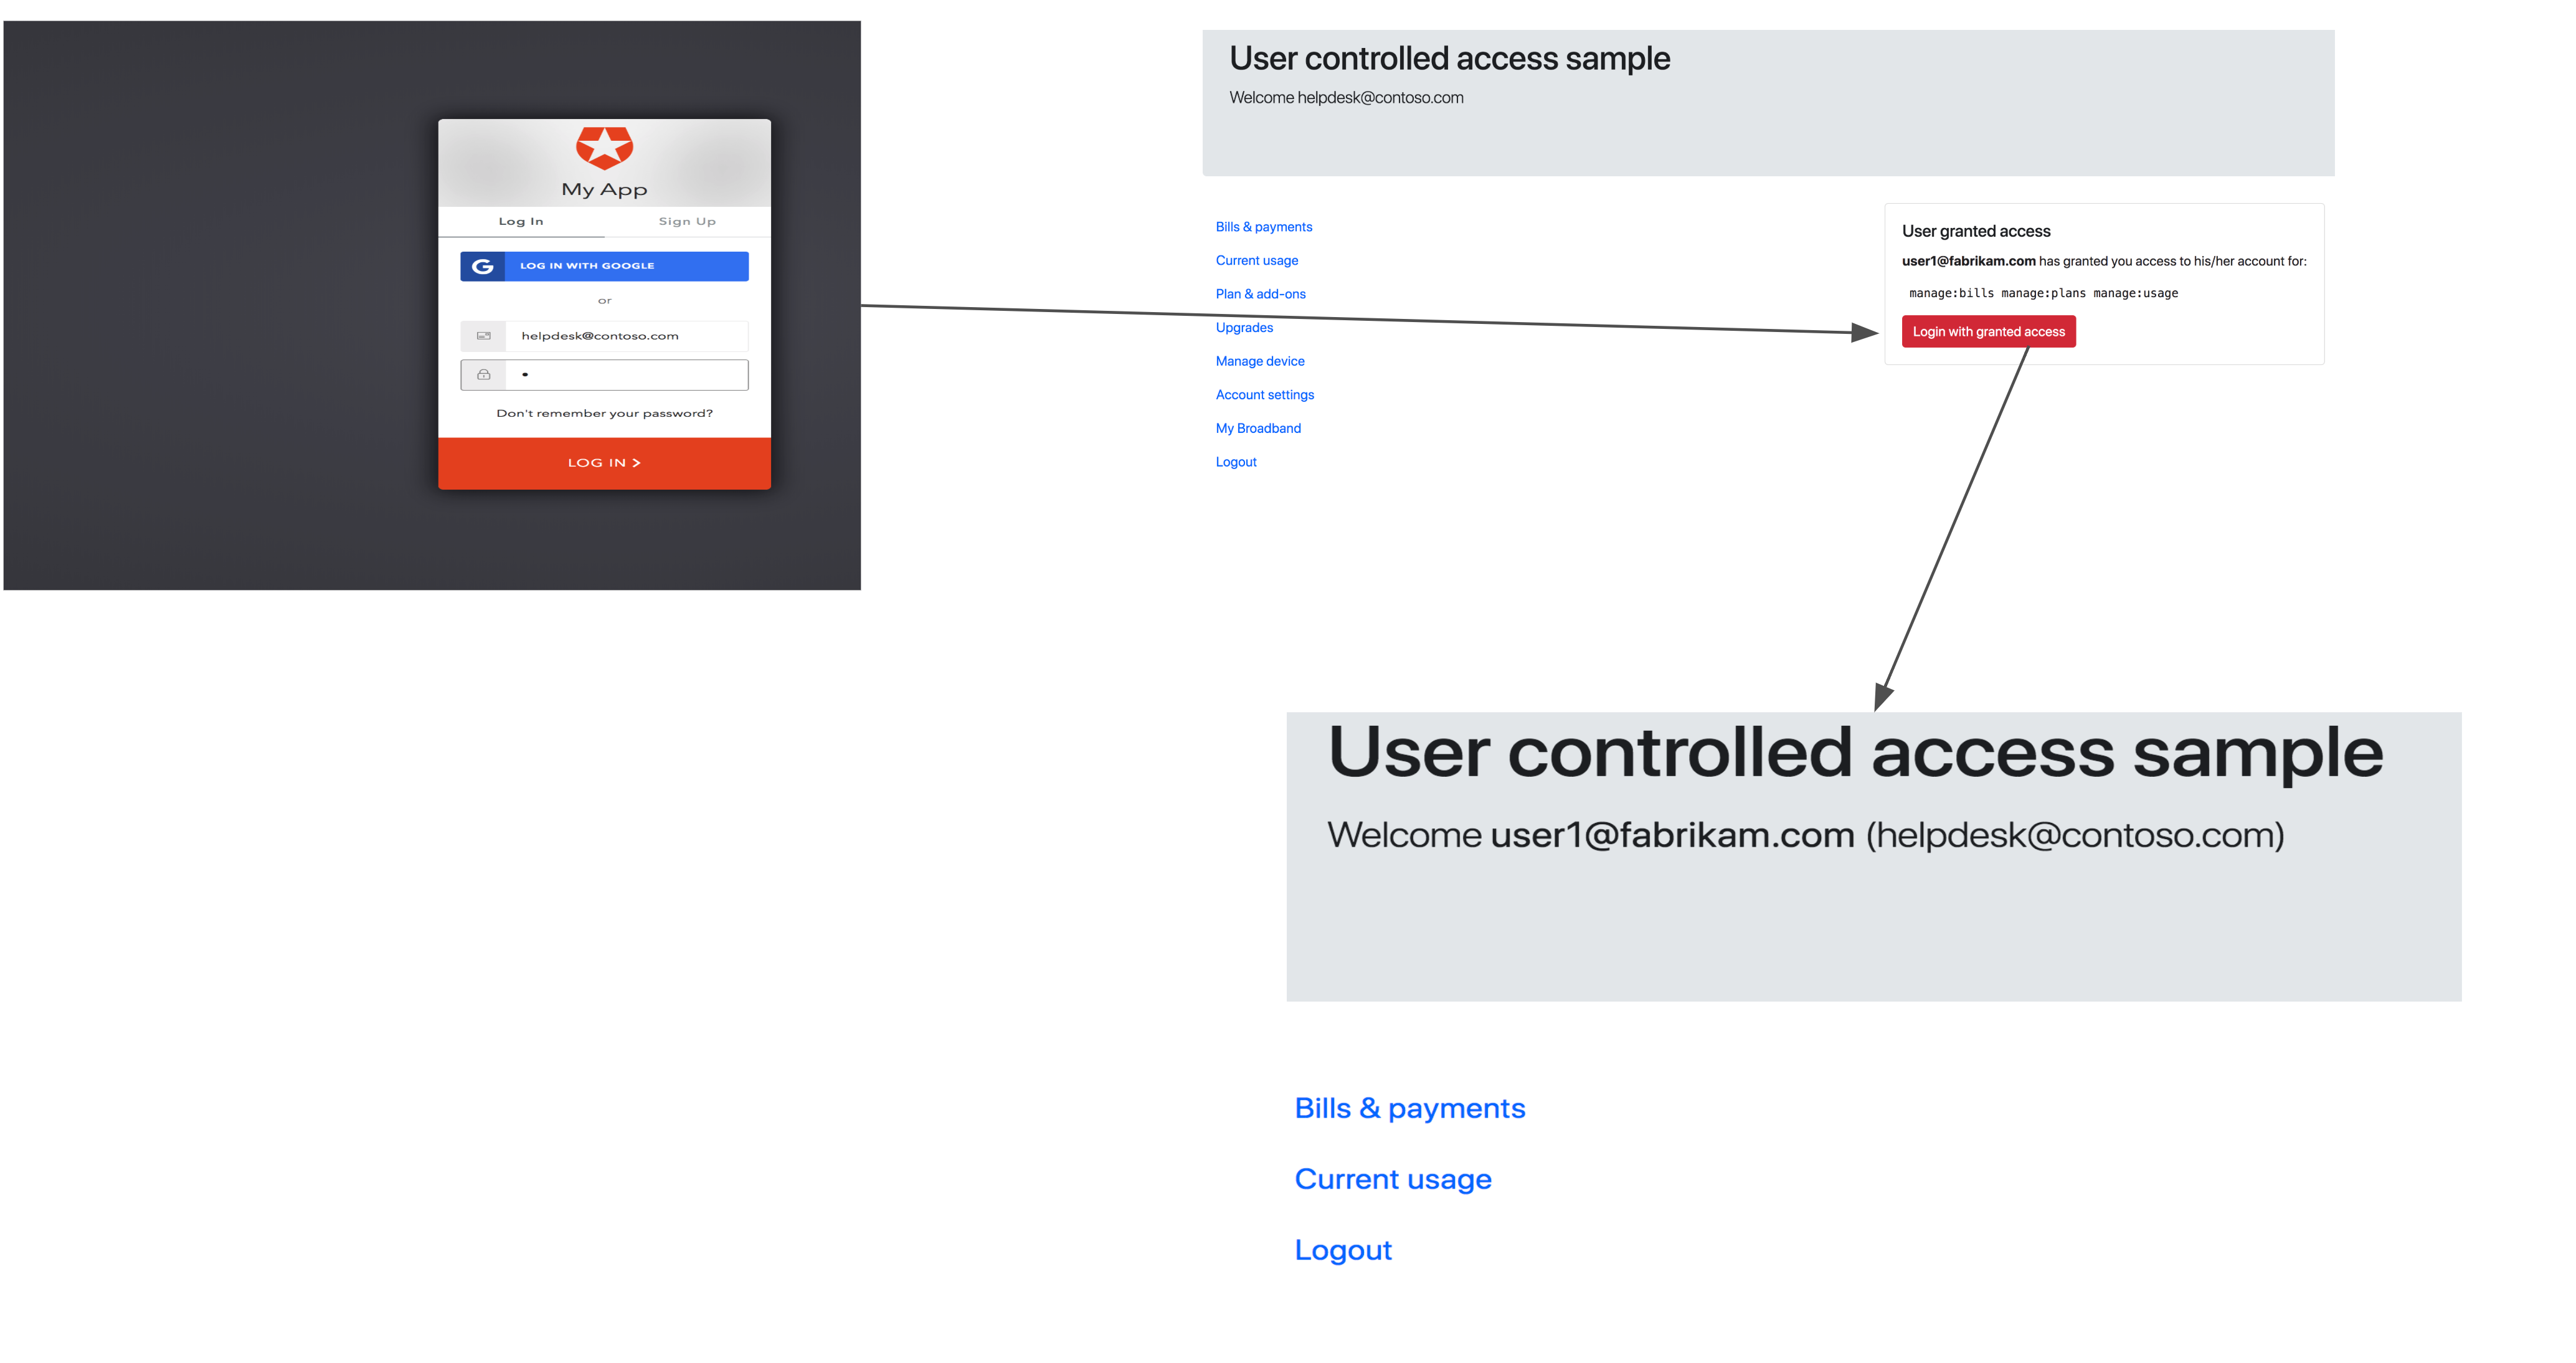 My App
Log In
Sign Up
LOG IN WITH GOOGLE
or
helpdesk@contoso.com
Don't remember your password?
LOG IN >
User controlled access sample
Welcome helpdesk@contoso.com
Bills & payments
Current usage
Plan & add-ons
Upgrades
Manage device
Account settings
My Broadband
Logout
User granted access
user1@fabrikam.com has granted you access to his/her account for:
manage:bills manage:plans manage:usage
Login with granted access
User controlled access sample
Welcome user1@fabrikam.com (helpdesk@contoso.com)
Bills & payments
Current usage
Logout